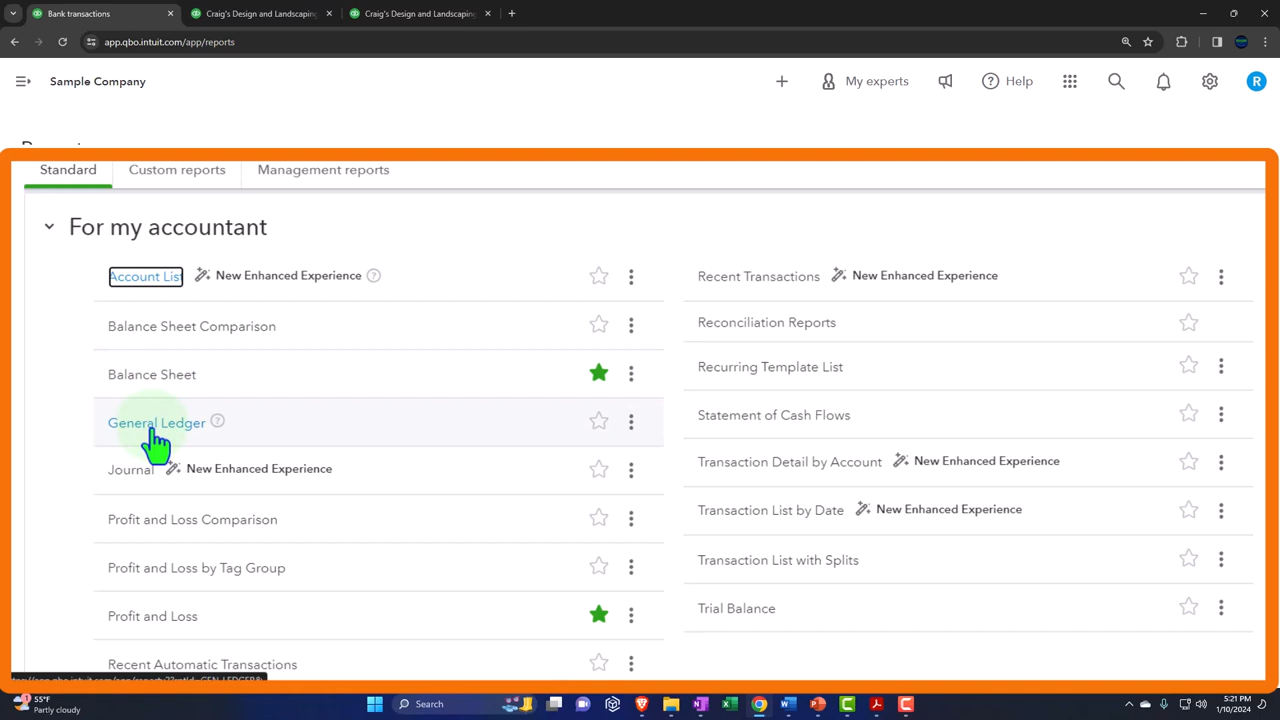 Bank transactions
Craig's Design and Landscaping
Craig's Design and Landscaping
app.qbo.intuit.com/app/reports
Sample Company
My experts
Help
R
Standard
Custom reports
Management reports
For my accountant
Account List
New Enhanced Experience
Balance Sheet Comparison
Balance Sheet
General Ledger
Journal
New Enhanced Experience
Profit and Loss Comparison
Profit and Loss by Tag Group
Profit and Loss
Recent Automatic Transactions
Recent Transactions
New Enhanced Experience
Reconciliation Reports
Recurring Template List
Statement of Cash Flows
Transaction Detail by Account
New Enhanced Experience
Transaction List by Date
New Enhanced Experience
Transaction List with Splits
Trial Balance
1
55°F
Partly cloudy
Search
5:21 PM
1/10/2024